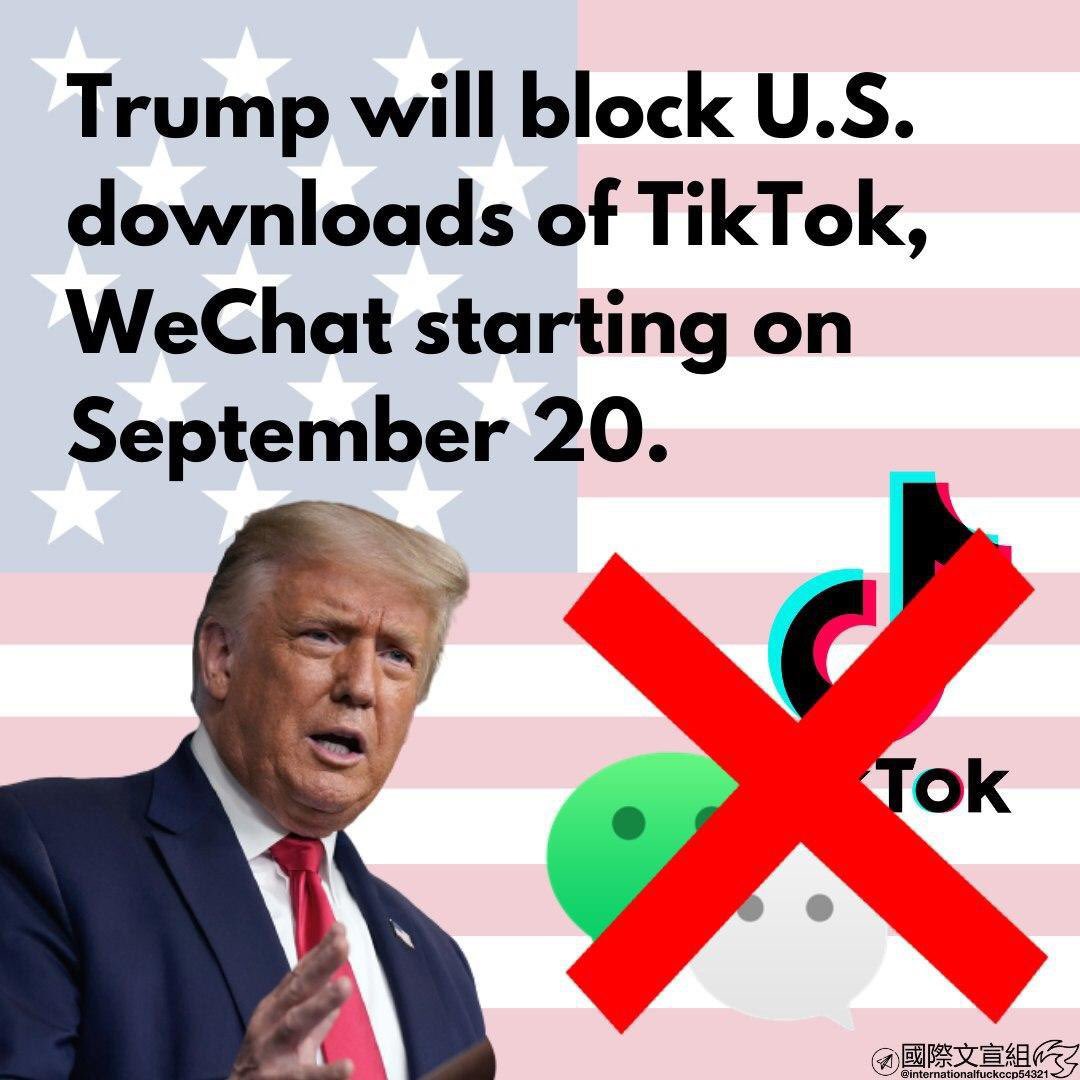 Trump will block U.S.
downloads of TikTok,
WeChat starting on
September 20.
Tok
國際文宣組
@internationalfuckccp54321